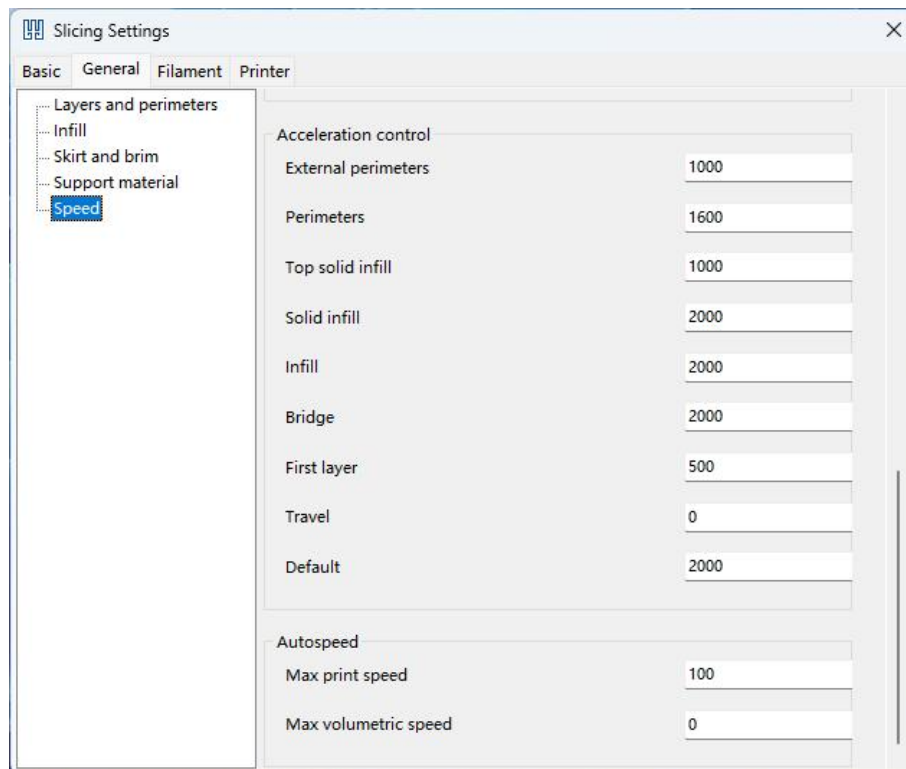 Slicing Settings
Basic General Filament Printer
Layers and perimeters
Infill
Skirt and brim
Support material
Speed
Acceleration control
External perimeters 1000
Perimeters 1600
Top solid infill 1000
Solid infill 2000
Infill 2000
Bridge 2000
First layer 500
Travel 0
Default 2000
Autospeed
Max print speed 100
Max volumetric speed 0